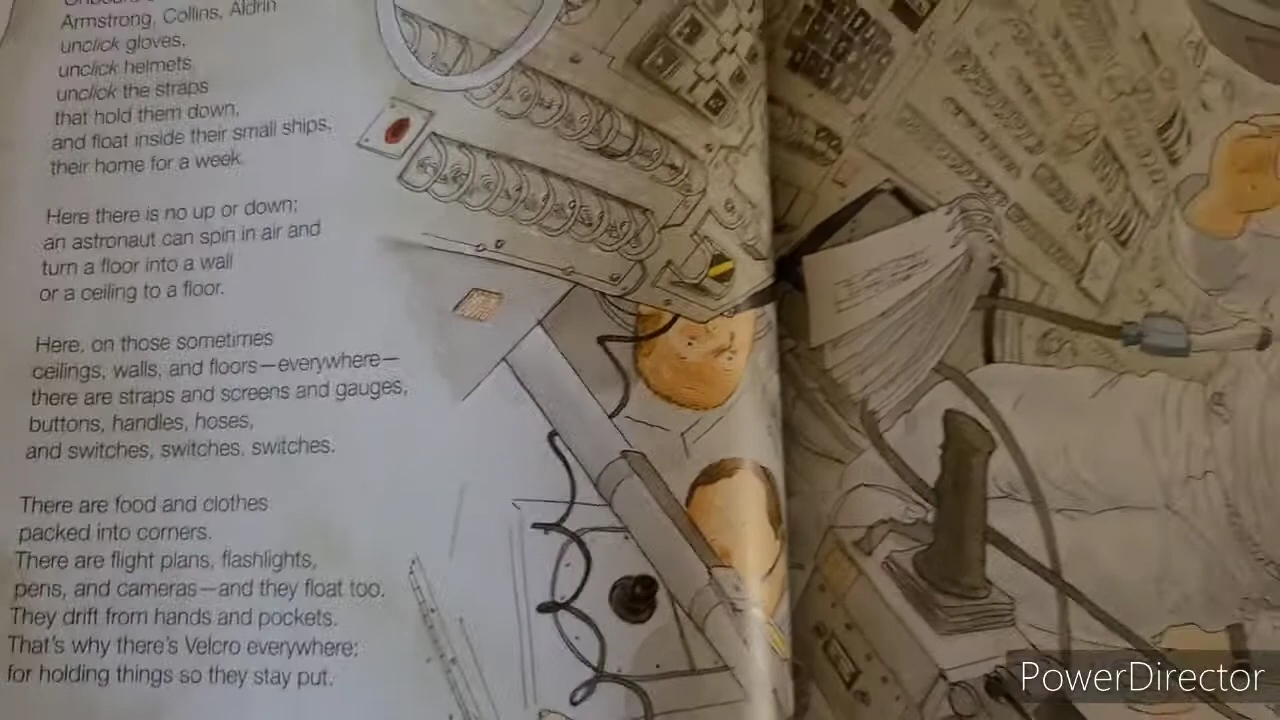 Armstrong, Collins, Aldrin
unclick gloves,
unclick helmets,
unclick the straps
that hold them down,
and float inside their small ships,
their home for a week.
Here there is no up or down;
an astronaut can spin in air and
turn a floor into a wall
or a ceiling to a floor.
Here, on those sometimes
ceilings, walls, and floors—everywhere—
there are straps and screens and gauges,
buttons, handles, hoses,
and switches, switches, switches.
There are food and clothes
packed into corners.
There are flight plans, flashlights,
pens, and cameras—and they float too.
They drift from hands and pockets.
That's why there's Velcro everywhere:
for holding things so they stay put.
PowerDirector